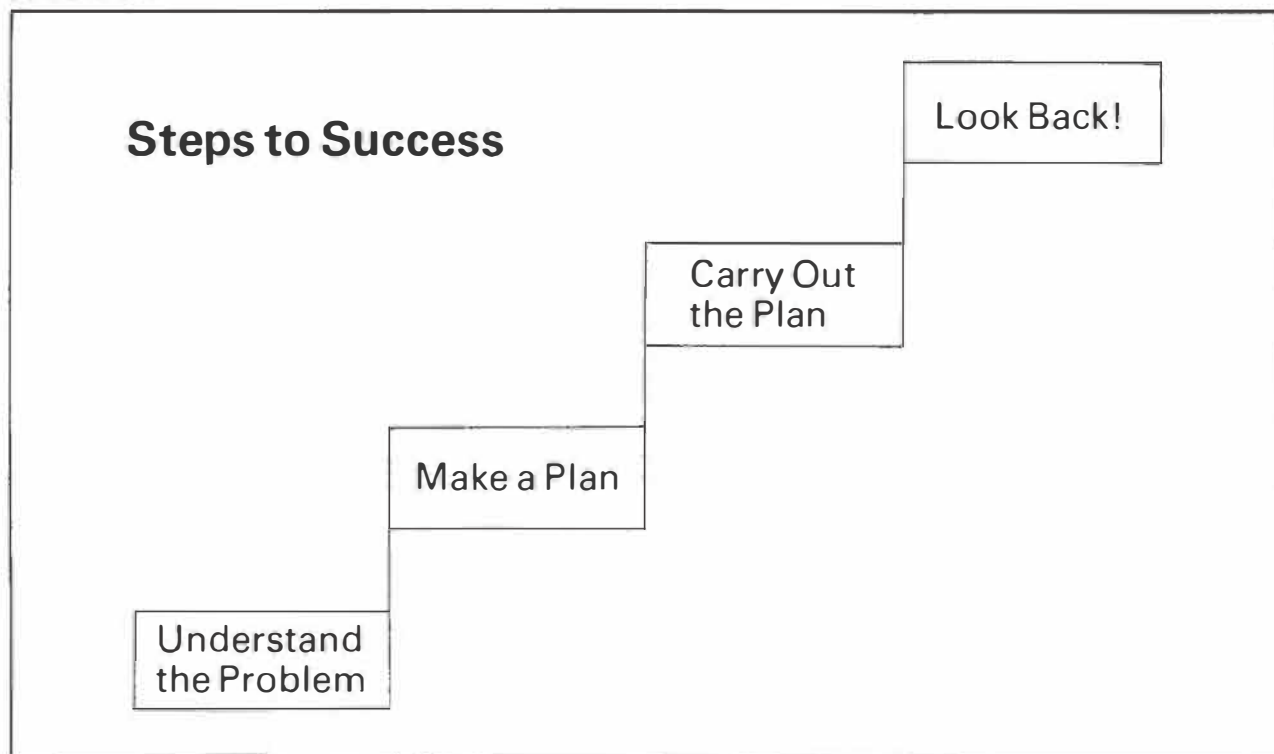 Steps to Success
Look Back!
Carry Out
the Plan
Make a Plan
Understand
the Problem